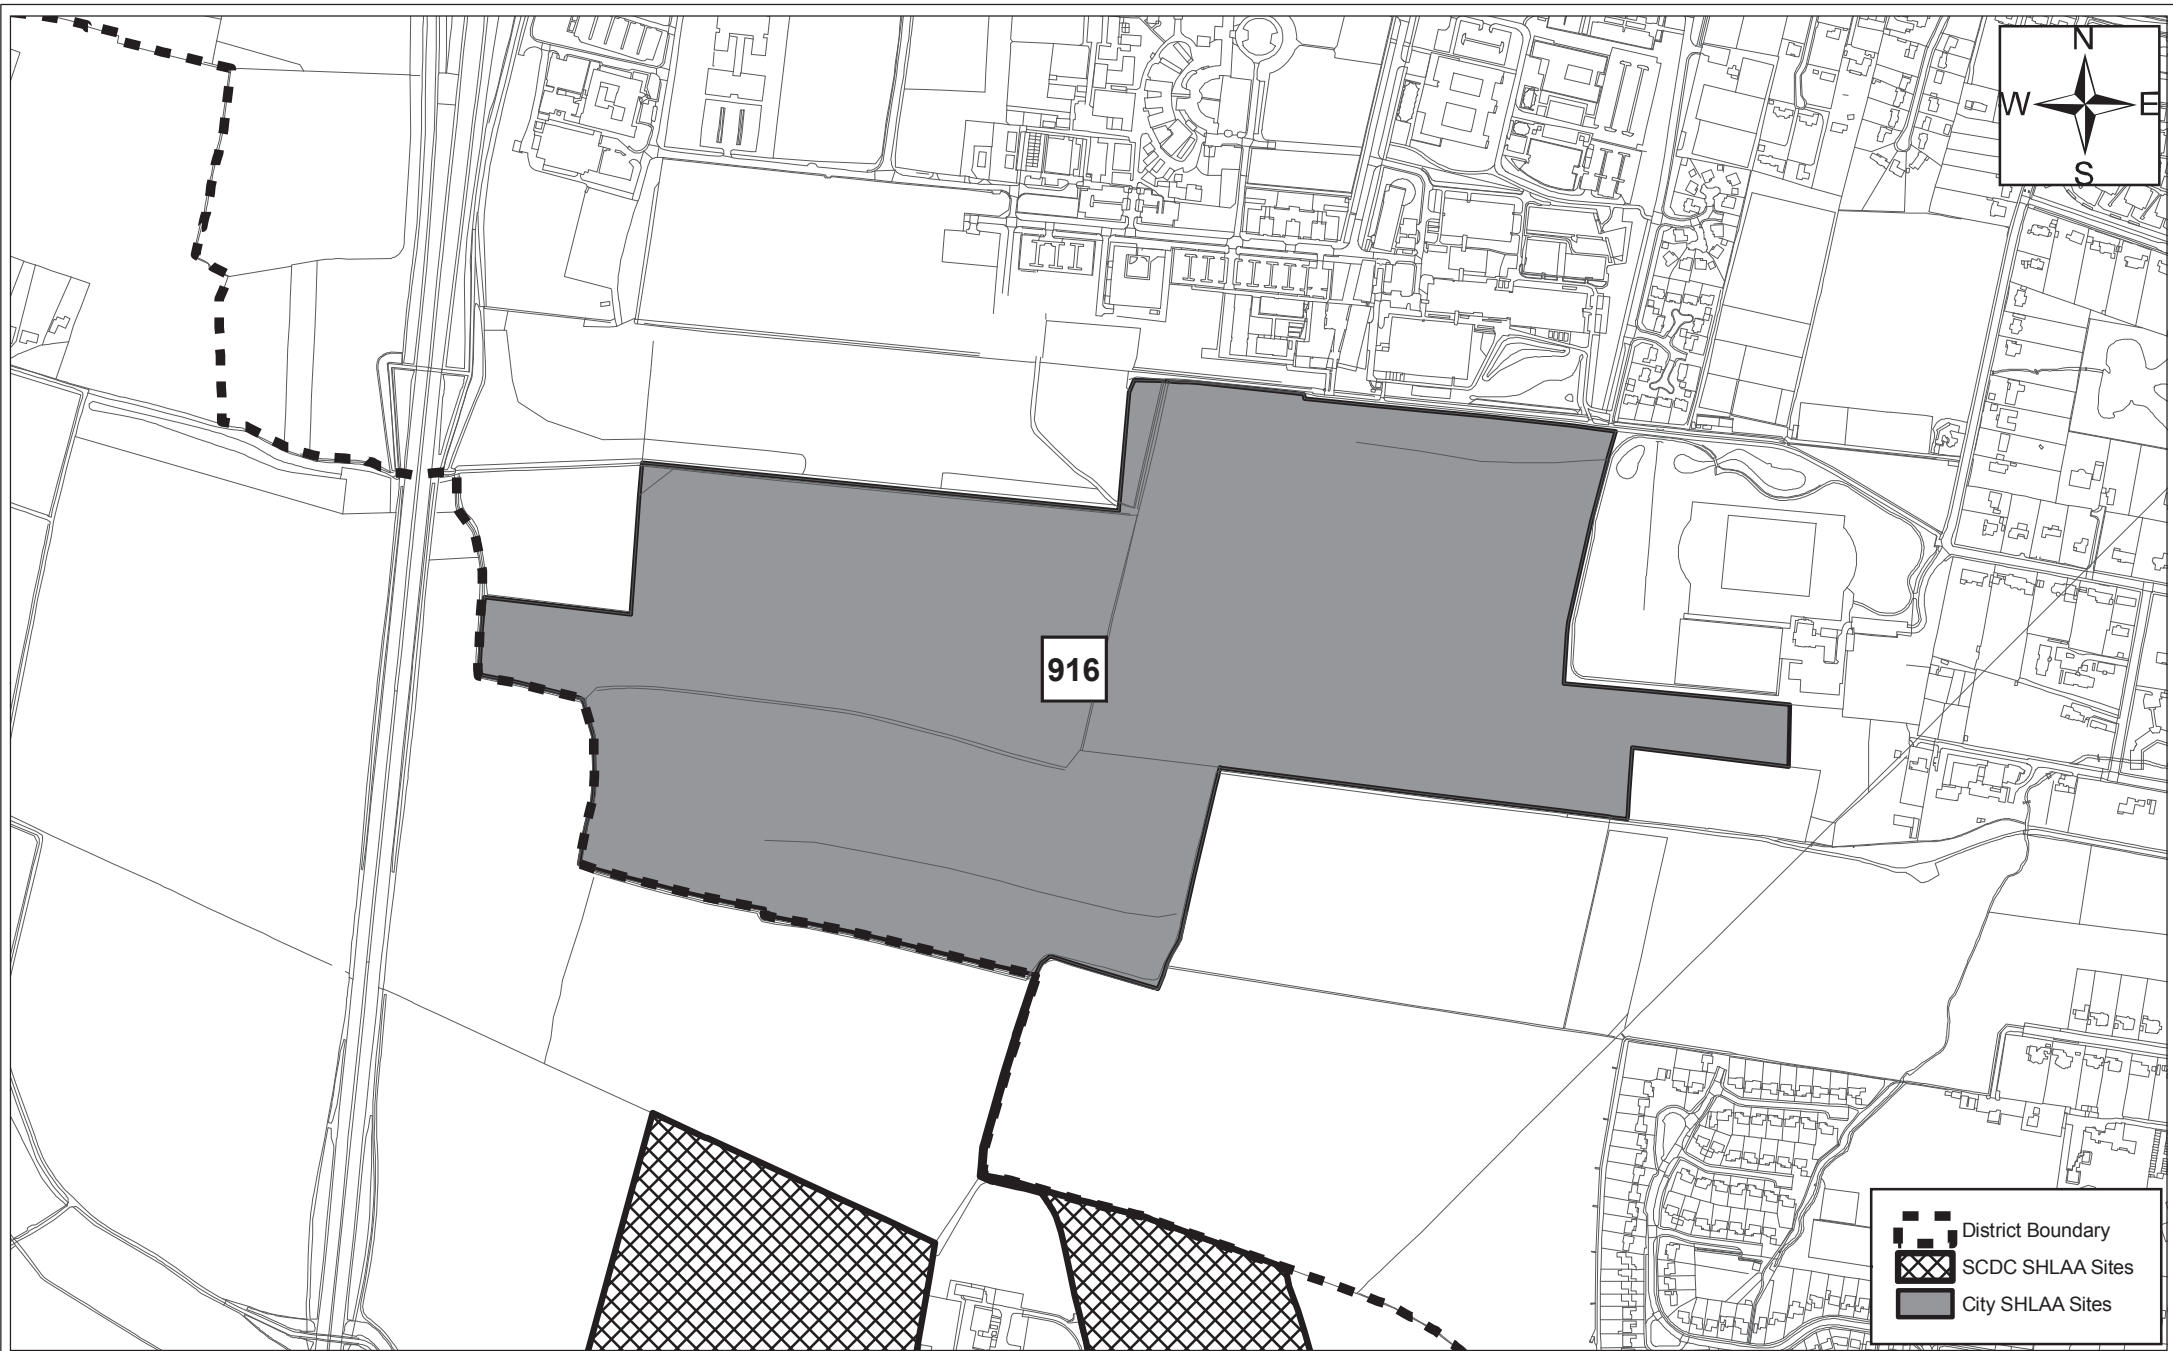 N
W E
S
916
District Boundary
SCDC SHLAA Sites
City SHLAA Sites